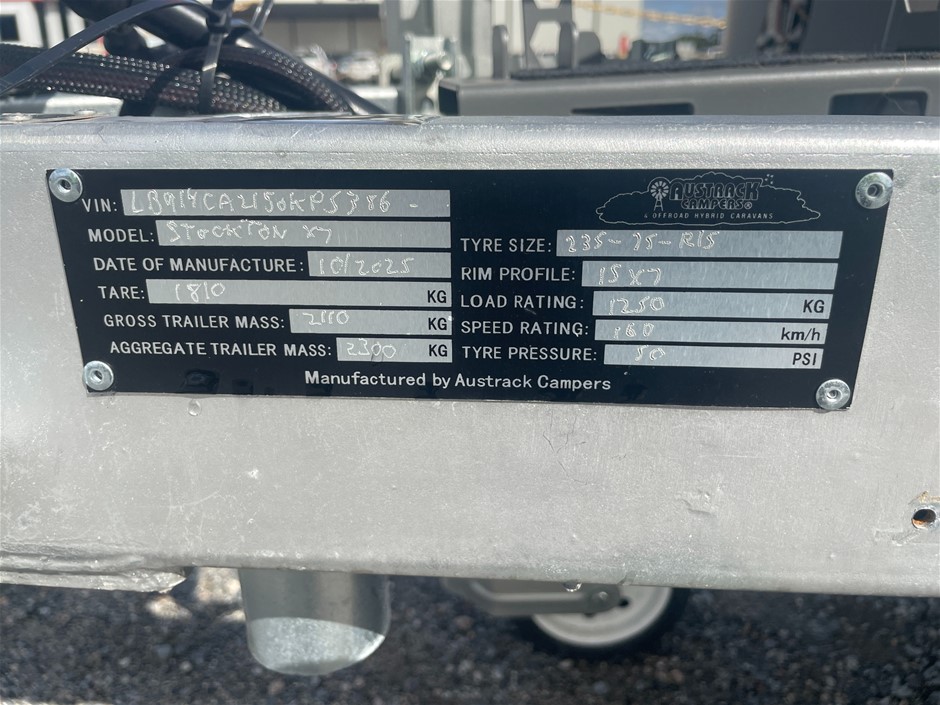 AUSTRACK
CAMPERS®
& OFFROAD HYBRID CARAVANS
VIN:
MODEL: STOCKTON X7
DATE OF MANUFACTURE: 10/2025
TARE: 1810 KG
GROSS TRAILER MASS: 2110 KG
AGGREGATE TRAILER MASS: 2300 KG
TYRE SIZE: 235-75-R15
RIM PROFILE: 15X7
LOAD RATING: 1250 KG
SPEED RATING: 160 km/h
TYRE PRESSURE: 50 PSI
Manufactured by Austrack Campers